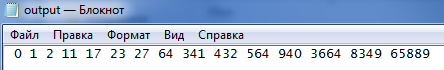 output — Блокнот
Файл Правка Формат Вид Справка
0 1 2 11 17 23 27 64 341 432 564 940 3664 8349 65889